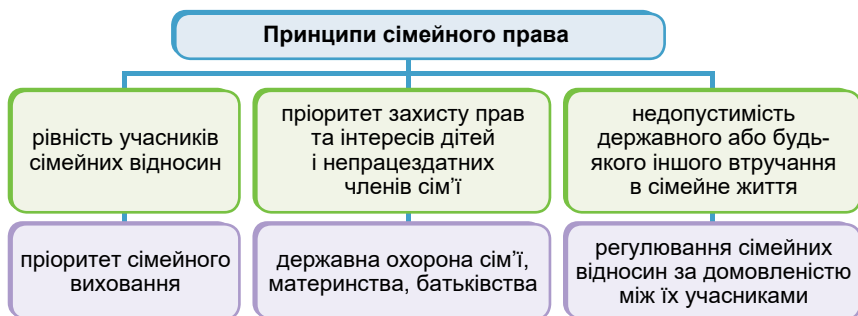 Принципи сімейного права
рівність учасників
сімейних відносин
пріоритет захисту прав
та інтересів дітей
і непрацездатних
членів сім’ї
недопустимість
державного або будь-
якого іншого втручання
в сімейне життя
пріоритет сімейного
виховання
державна охорона сім’ї,
материнства, батьківства
регулювання сімейних
відносин за домовленістю
між їх учасниками